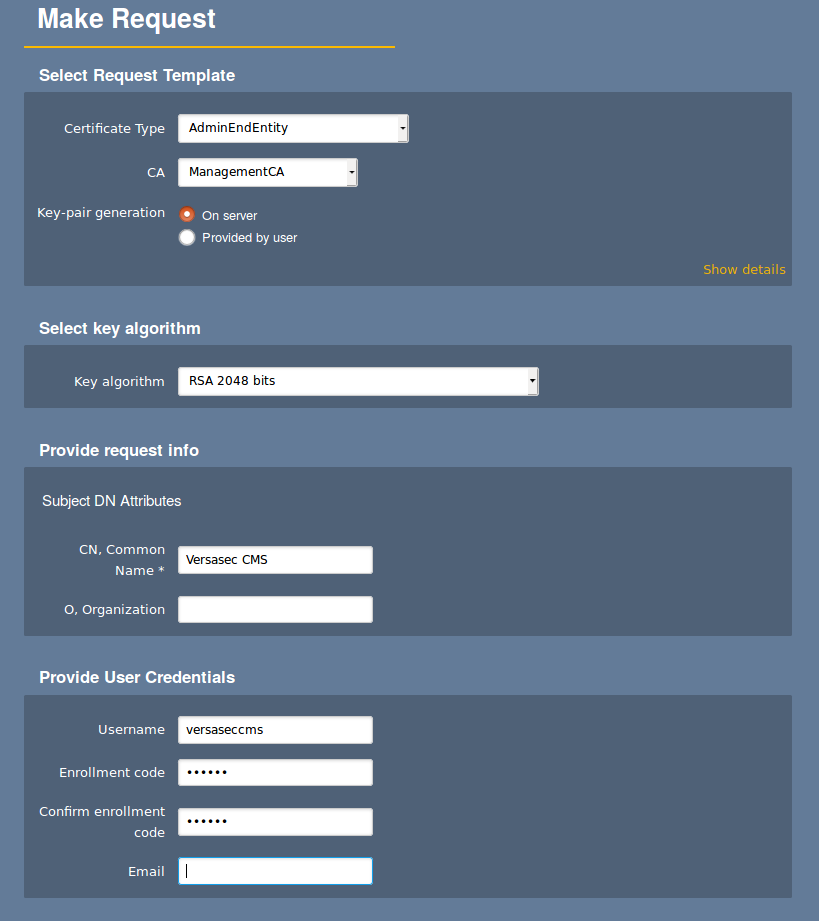 Make Request
Select Request Template
Certificate Type AdminEndEntity
CA ManagementCA
Key-pair generation On server
Provided by user
Show details
Select key algorithm
Key algorithm RSA 2048 bits
Provide request info
Subject DN Attributes
CN, Common
Name * Versasec CMS
O, Organization
Provide User Credentials
Username versaseccms
Enrollment code ••••••
Confirm enrollment
code ••••••
Email